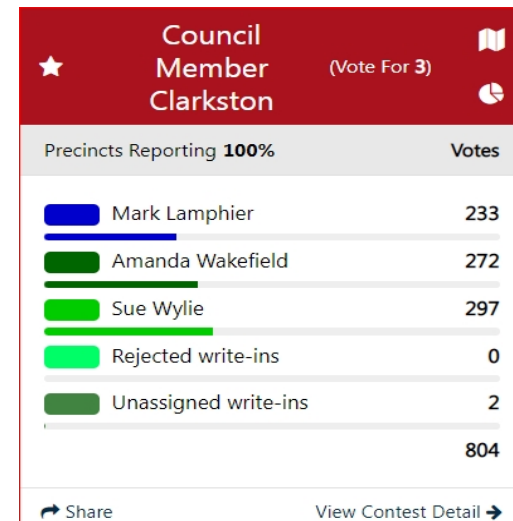 Council
Member
Clarkston
(Vote For 3)
Precincts Reporting 100% Votes
Mark Lamphier 233
Amanda Wakefield 272
Sue Wylie 297
Rejected write-ins 0
Unassigned write-ins 2
804
Share View Contest Detail